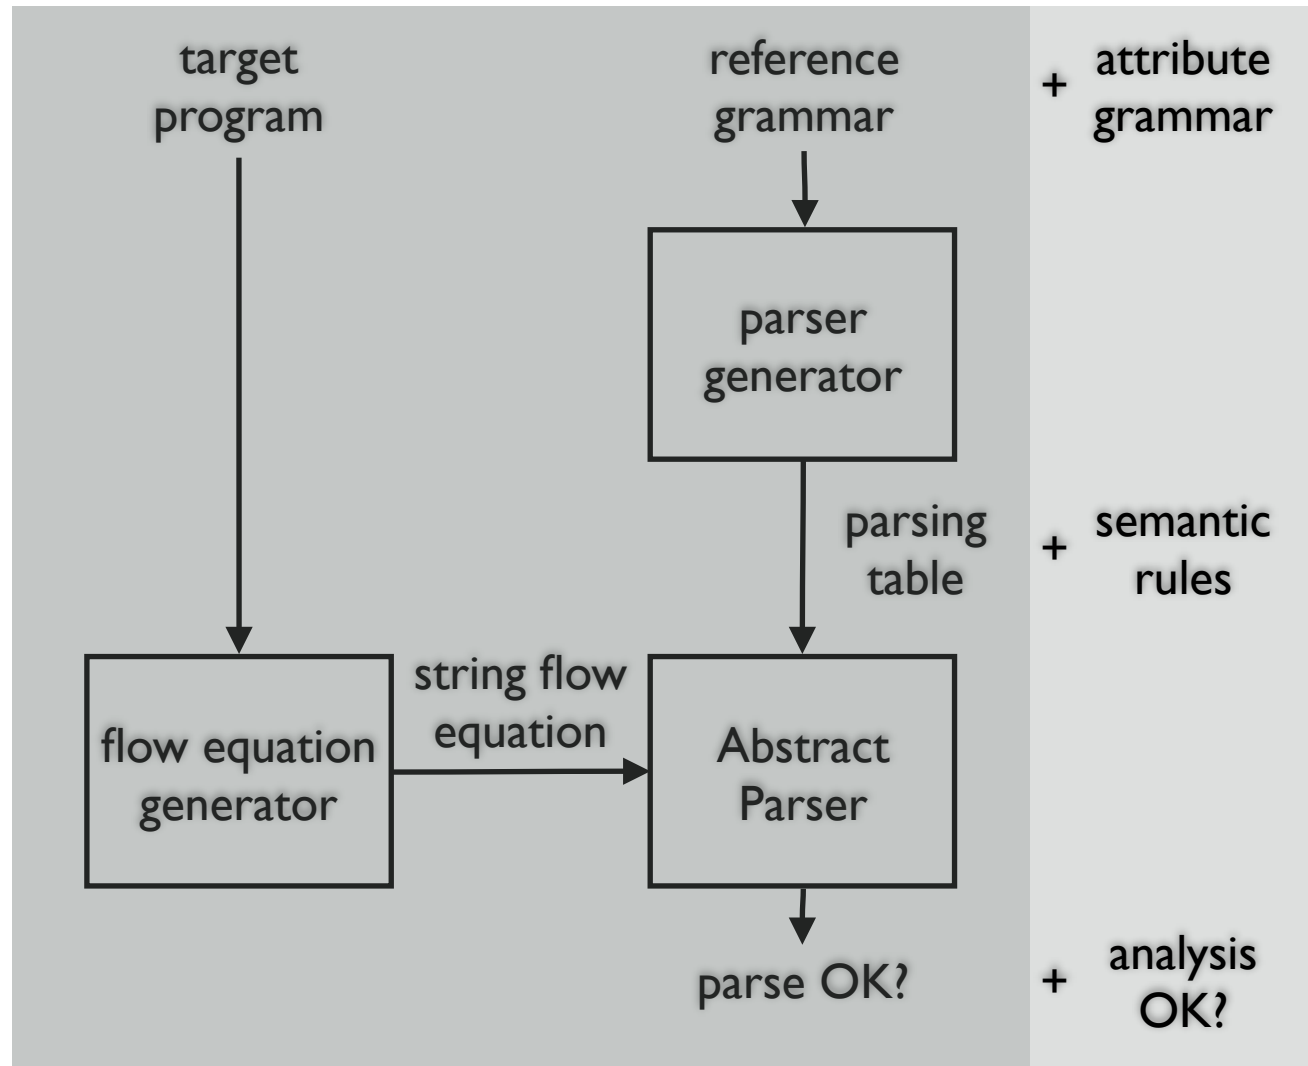 target
program
reference
grammar
+
attribute
grammar
parser
generator
parsing
table
+
semantic
rules
string flow
equation
flow equation
generator
Abstract
Parser
parse OK?
+
analysis
OK?